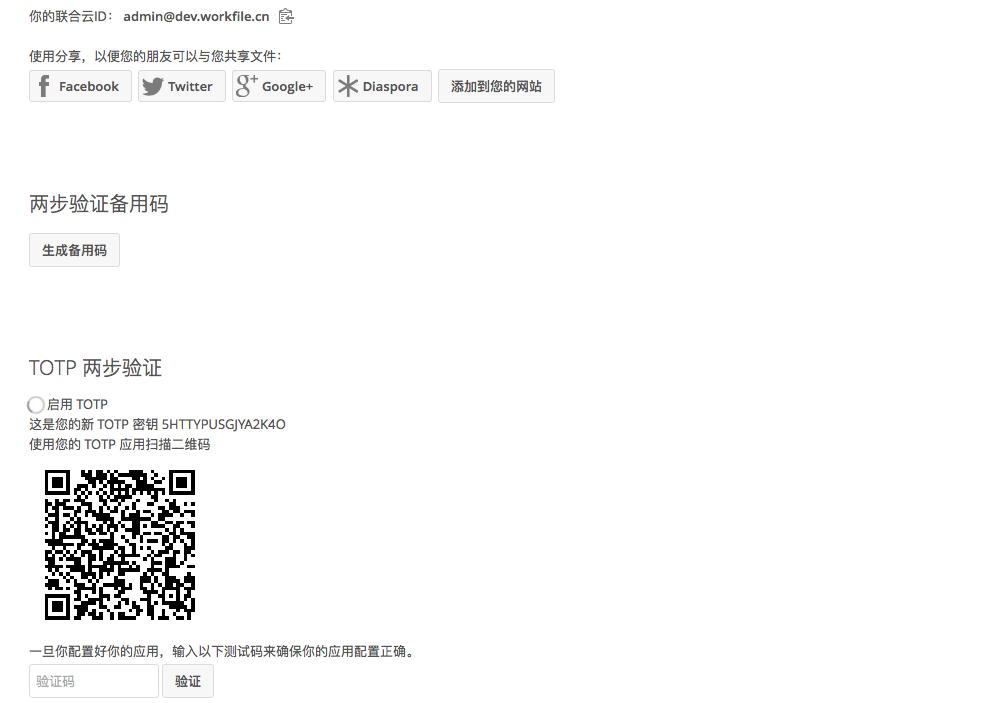 你的联合云ID： admin@dev.workfile.cn
使用分享，以便您的朋友可以与您共享文件：
Facebook Twitter Google+ Diaspora 添加到您的网站
两步验证备用码
生成备用码
TOTP 两步验证
启用 TOTP
这是您的新 TOTP 密钥 5HTTYPUSGJYA2K4O
使用您的 TOTP 应用扫描二维码
一旦你配置好你的应用，输入以下测试码来确保你的应用配置正确。
验证码 验证